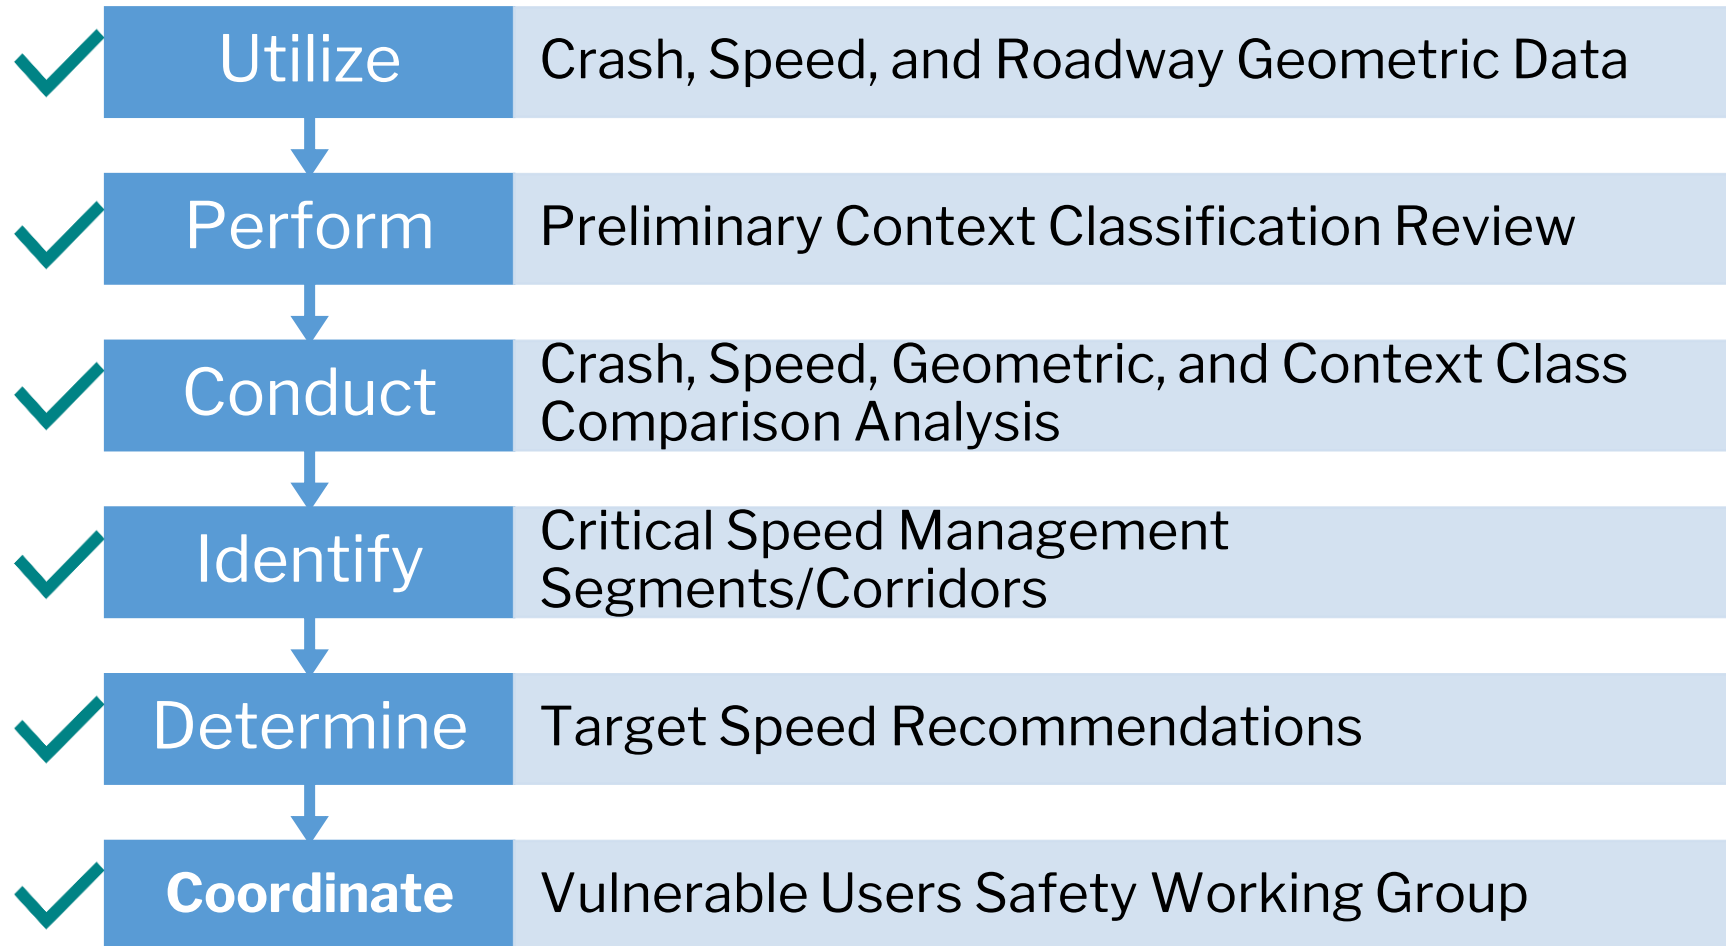 Utilize
Crash, Speed, and Roadway Geometric Data
Perform
Preliminary Context Classification Review
Conduct
Crash, Speed, Geometric, and Context Class
Comparison Analysis
Identify
Critical Speed Management
Segments/Corridors
Determine
Target Speed Recommendations
Coordinate
Vulnerable Users Safety Working Group